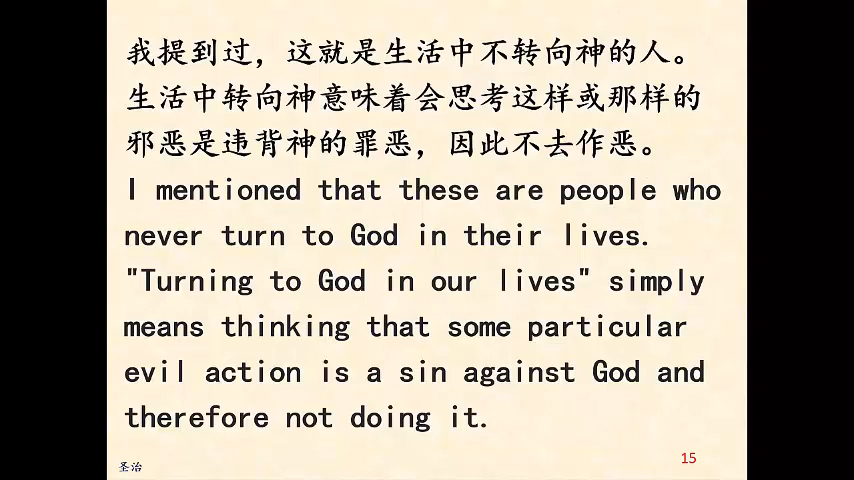 我提到过，这就是生活中不转向神的人。
生活中转向神意味着会思考这样或那样的
邪恶是违背神的罪恶，因此不去作恶。
I mentioned that these are people who
never turn to God in their lives.
"Turning to God in our lives" simply
means thinking that some particular
evil action is a sin against God and
therefore not doing it.
圣治
15